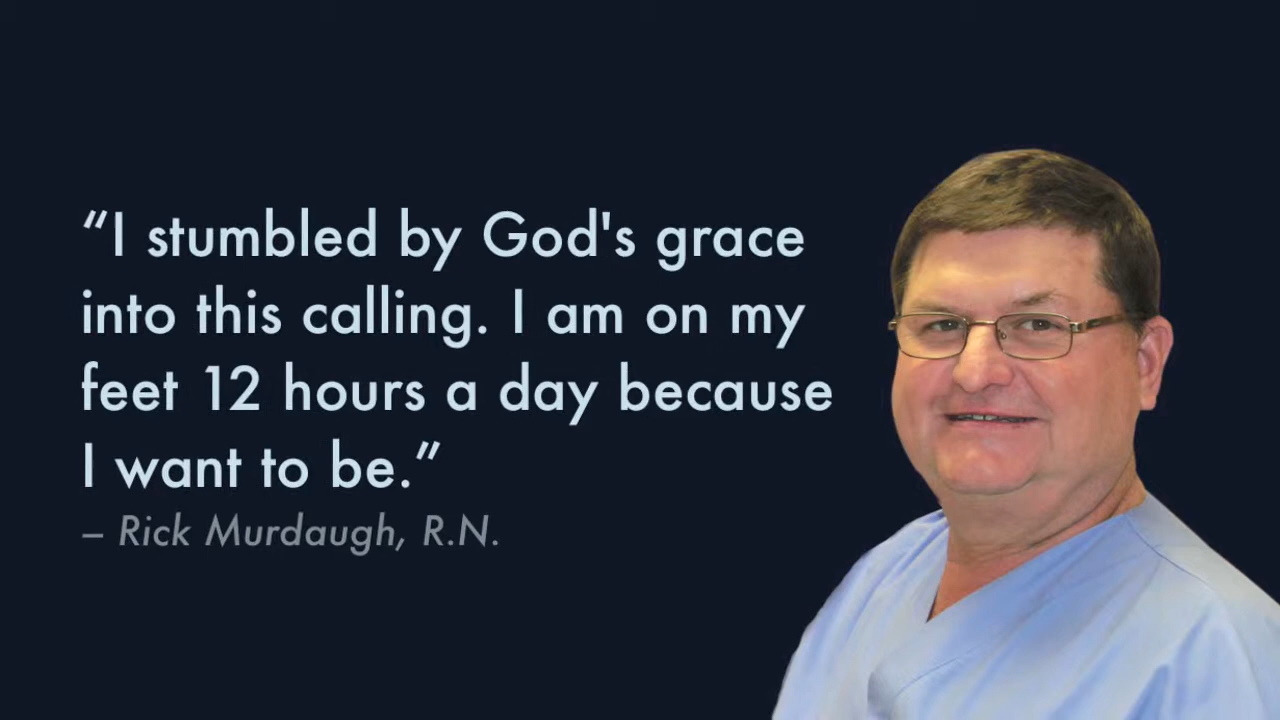 “I stumbled by God's grace
into this calling. I am on my
feet 12 hours a day because
I want to be.”
– Rick Murdaugh, R.N.